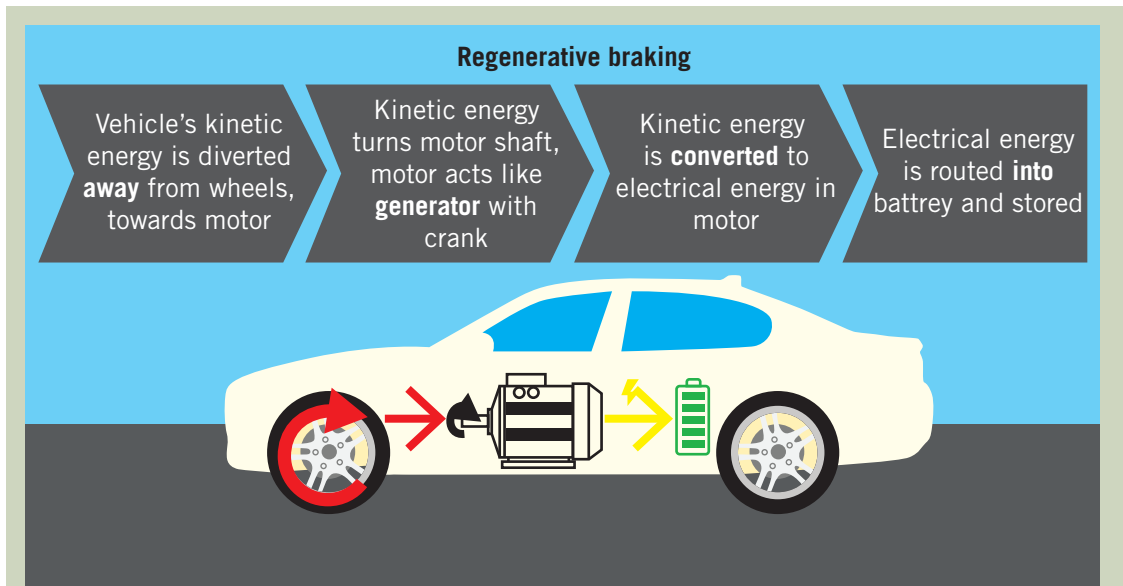 Regenerative braking
Vehicle's kinetic
energy is diverted
away from wheels,
towards motor
Kinetic energy
turns motor shaft,
motor acts like
generator with
crank
Kinetic energy
is converted to
electrical energy in
motor
Electrical energy
is routed into
battrey and stored